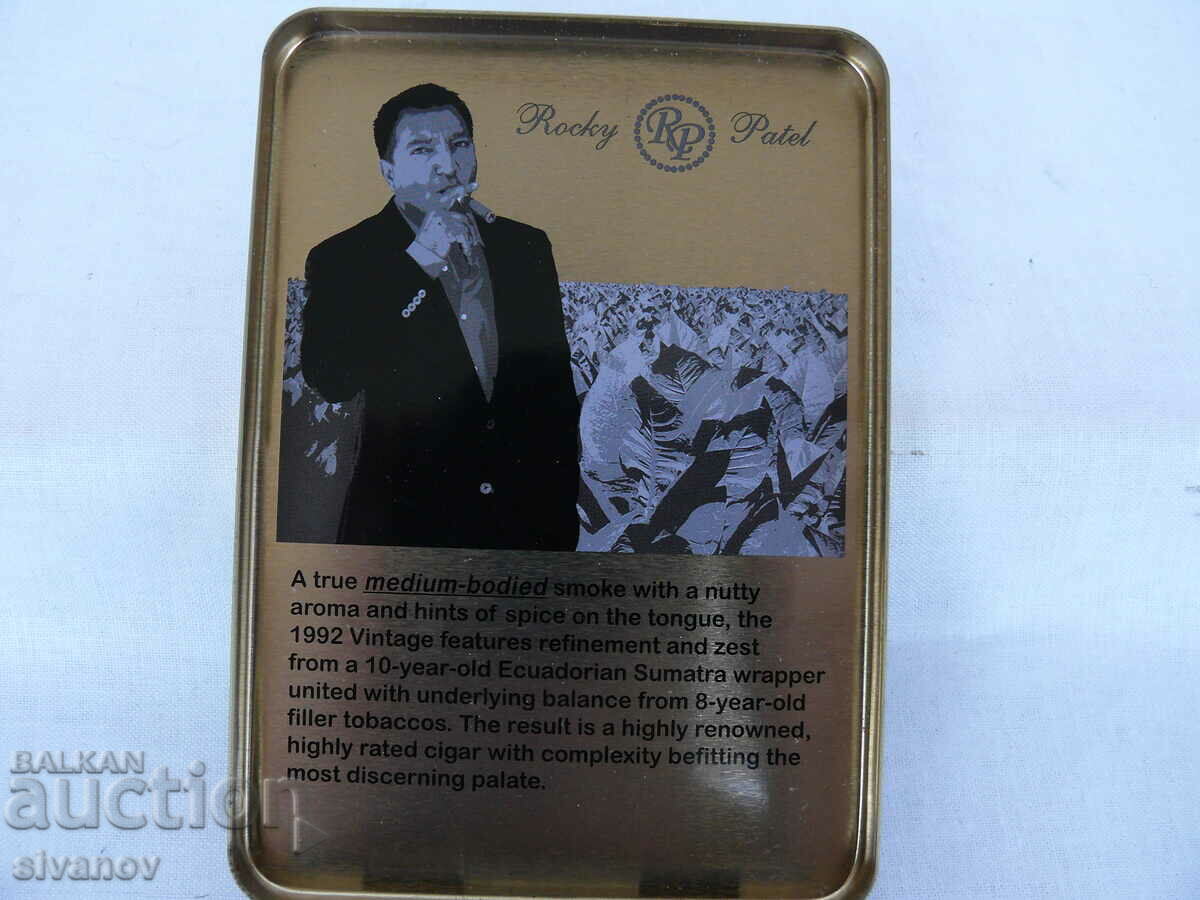 Rocky RP Patel
A true medium-bodied smoke with a nutty
aroma and hints of spice on the tongue, the
1992 Vintage features refinement and zest
from a 10-year-old Ecuadorian Sumatra wrapper
united with underlying balance from 8-year-old
filler tobaccos. The result is a highly renowned,
highly rated cigar with complexity befitting the
most discerning palate.
BALKAN
auction
sivanov